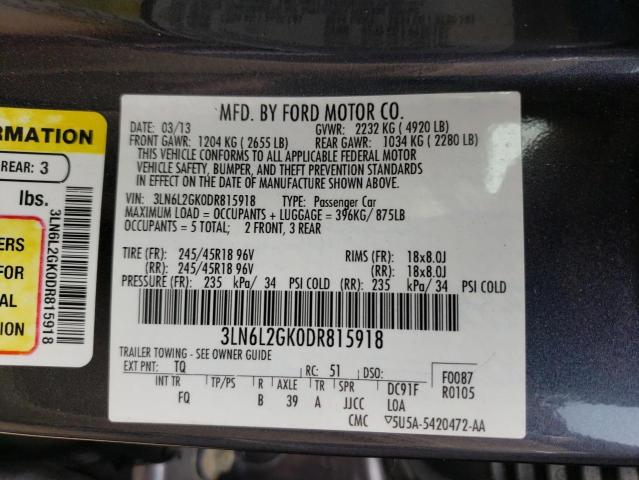 ORMATION
REAR: 3
lbs.
ERS
FOR
AL
TION
3LN6L2GK0DR815918
MFD. BY FORD MOTOR CO.
DATE: 03/13 GVWR: 2232 KG ( 4920 LB)
FRONT GAWR: 1204 KG ( 2655 LB) REAR GAWR: 1034 KG ( 2280 LB)
THIS VEHICLE CONFORMS TO ALL APPLICABLE FEDERAL MOTOR
VEHICLE SAFETY, BUMPER, AND THEFT PREVENTION STANDARDS
IN EFFECT ON THE DATE OF MANUFACTURE SHOWN ABOVE.
VIN: 3LN6L2GK0DR815918 TYPE: Passenger Car
MAXIMUM LOAD = OCCUPANTS + LUGGAGE = 396KG/ 875LB
OCCUPANTS = 5 TOTAL; 2 FRONT, 3 REAR
TIRE (FR): 245/45R18 96V RIMS (FR): 18x8.0J
(RR): 245/45R18 96V (RR): 18x8.0J
PRESSURE (FR): 235 kPa/ 34 PSI COLD (RR): 235 kPa/ 34 PSI COLD
3LN6L2GK0DR815918
TRAILER TOWING - SEE OWNER GUIDE
EXT PNT: TQ RC: 51 DSO: F0087
INT TR TP/PS R AXLE TR SPR DC91F R0105
FQ B 39 A JJCC LOA
CMC ▽5U5A-5420472-AA